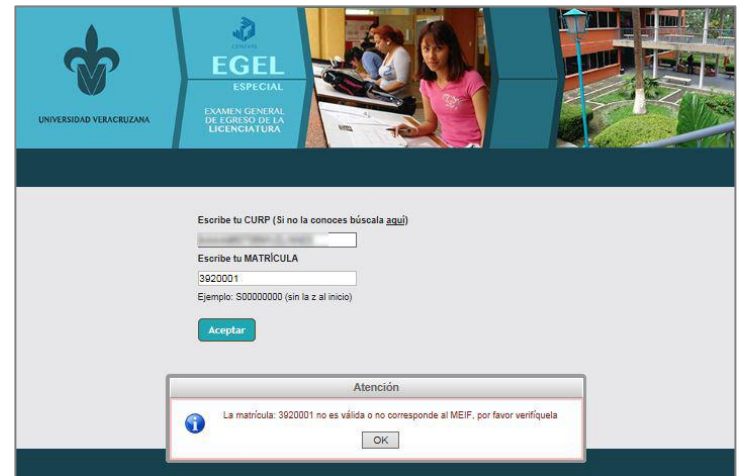 CENEVAL
EGEL
ESPECIAL
EXAMEN GENERAL
DE EGRESO DE LA
LICENCIATURA
UNIVERSIDAD VERACRUZANA
Escribe tu CURP (Si no la conoces búscala aquí)
Escribe tu MATRÍCULA
3920001
Ejemplo: S00000000 (sin la z al inicio)
Aceptar
Atención
La matrícula: 3920001 no es válida o no corresponde al MEIF, por favor verifíquela
OK